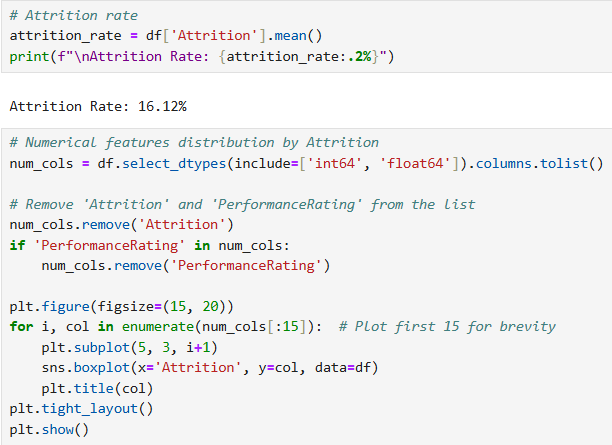 # Attrition rate
attrition_rate = df['Attrition'].mean()
print(f"\nAttrition Rate: {attrition_rate:.2%}")
Attrition Rate: 16.12%
# Numerical features distribution by Attrition
num_cols = df.select_dtypes(include=['int64', 'float64']).columns.tolist()
# Remove 'Attrition' and 'PerformanceRating' from the list
num_cols.remove('Attrition')
if 'PerformanceRating' in num_cols:
    num_cols.remove('PerformanceRating')
plt.figure(figsize=(15, 20))
for i, col in enumerate(num_cols[:15]):  # Plot first 15 for brevity
    plt.subplot(5, 3, i+1)
    sns.boxplot(x='Attrition', y=col, data=df)
    plt.title(col)
plt.tight_layout()
plt.show()